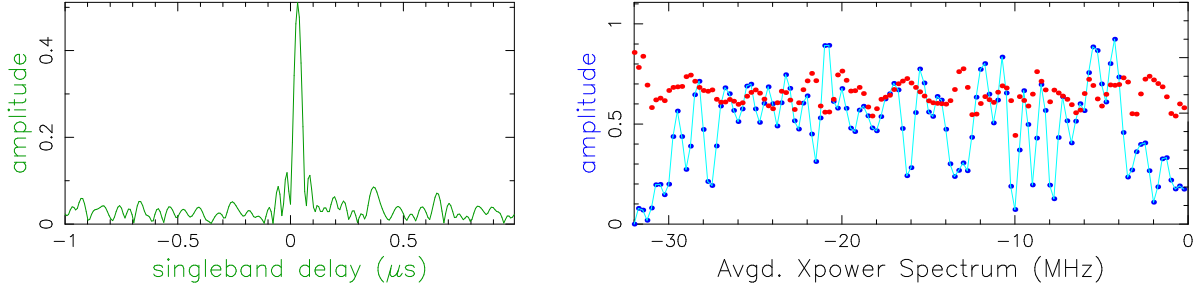 amplitude
0 0.2 0.4
−1 −0.5 0 0.5
singleband delay (μs)
amplitude
0 0.5 1
−30 −20 −10 0
Avgd. Xpower Spectrum (MHz)